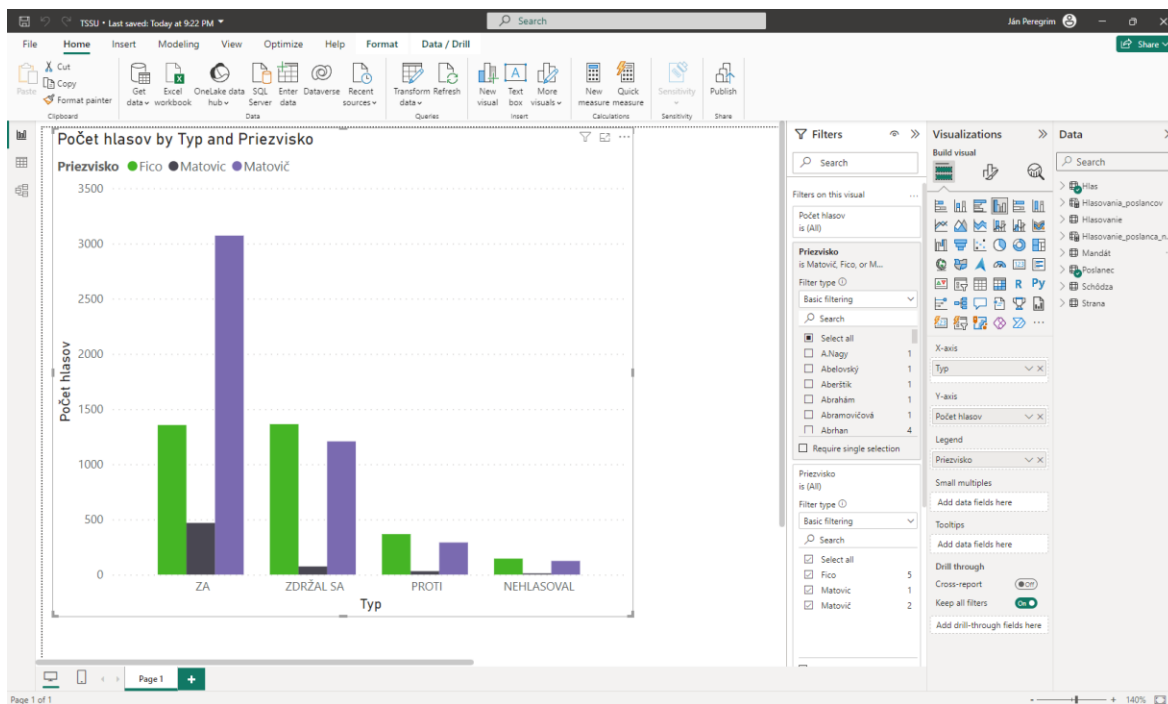 TSSU • Last saved: Today at 9:22 PM
Search
Ján Peregrim
File Home Insert Modeling View Optimize Help Format Data / Drill
Share
Paste
Cut
Copy
Format painter
Get data
Excel workbook
OneLake data hub
SQL Server
Enter data
Dataverse
Recent sources
Transform data
Refresh
New visual
Text box
More visuals
New measure
Quick measure
Sensitivity
Publish
Clipboard
Data
Queries
Insert
Calculations
Sensitivity
Share
Počet hlasov by Typ and Priezvisko
Priezvisko Fico Matovic Matovič
3500
3000
2500
2000
1500
1000
500
0
Počet hlasov
ZA ZDRŽAL SA PROTI NEHLASOVAL
Typ
Filters
Search
Filters on this visual
Počet hlasov
is (All)
Priezvisko
is Matovič, Fico, or M...
Filter type
Basic filtering
Search
Select all
A.Nagy 1
Abelovský 1
Aberštik 1
Abrahám 1
Abramovičová 1
Abrhan 4
Require single selection
Priezvisko
is (All)
Filter type
Basic filtering
Search
Select all
Fico 5
Matovic 1
Matovič 2
Visualizations
Build visual
R Py
X-axis
Typ
Y-axis
Počet hlasov
Legend
Priezvisko
Small multiples
Add data fields here
Tooltips
Add data fields here
Drill through
Cross-report Off
Keep all filters On
Add drill-through fields here
Data
Search
Hlas
Hlasovania_poslancov
Hlasovanie
Hlasovanie_poslanca_n...
Mandát
Poslanec
Schôdza
Strana
Page 1
Page 1 of 1
140%